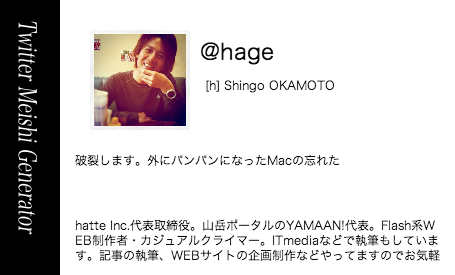 Twitter Meishi Generator
@hage
[h] Shingo OKAMOTO
破裂します。外にパンパンになったMacの忘れた
hatte Inc.代表取締役。山岳ポータルのYAMAAN!代表。Flash系W
EB制作者・カジュアルクライマー。ITmediaなどで執筆もしていま
す。記事の執筆、WEBサイトの企画制作などやってますのでお気軽